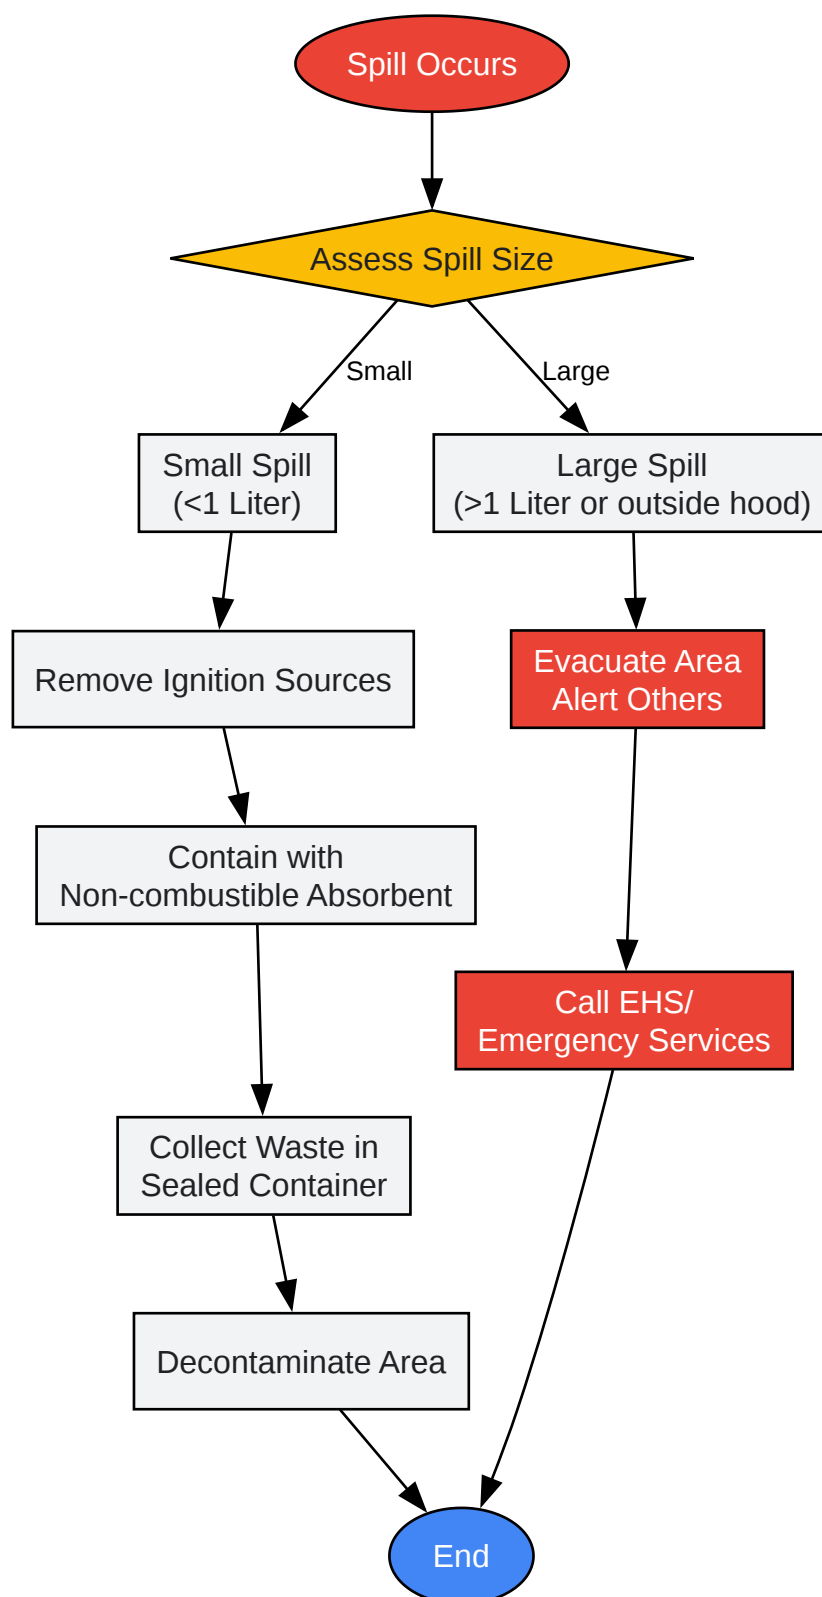 Spill Occurs
Assess Spill Size
Small
Large
Small Spill
(<1 Liter)
Large Spill
(>1 Liter or outside hood)
Remove Ignition Sources
Evacuate Area
Alert Others
Contain with
Non-combustible Absorbent
Call EHS/
Emergency Services
Collect Waste in
Sealed Container
Decontaminate Area
End